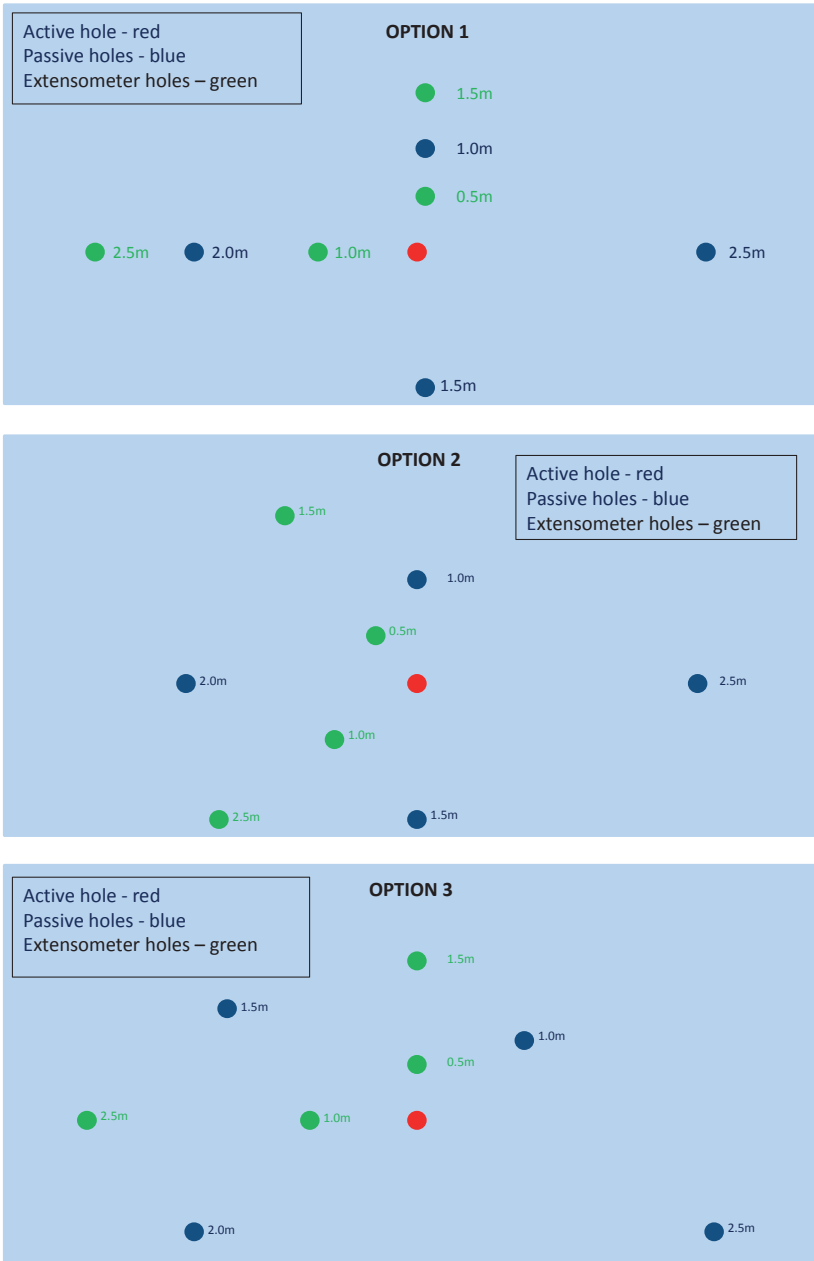 Active hole - red
Passive holes - blue
Extensometer holes – green
OPTION 1
1.5m
1.0m
0.5m
2.5m 2.0m 1.0m 2.5m
1.5m
OPTION 2
Active hole - red
Passive holes - blue
Extensometer holes – green
1.5m
1.0m
0.5m
2.0m 2.5m
1.0m
2.5m 1.5m
OPTION 3
Active hole - red
Passive holes - blue
Extensometer holes – green
1.5m
1.5m
1.0m
0.5m
2.5m 1.0m
2.0m 2.5m